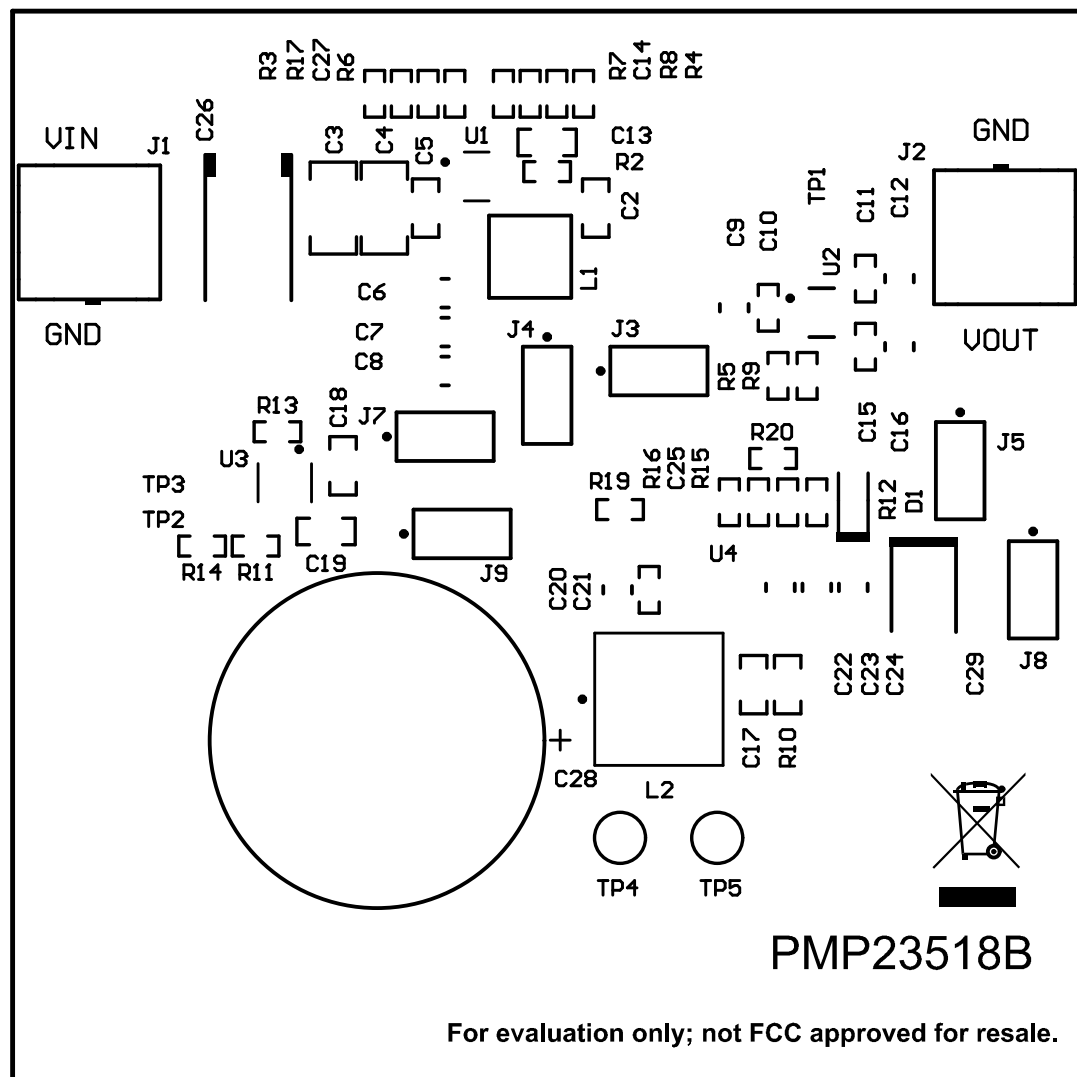 R3
R17
C27
R6
R7
C14
R8
R4
VIN
J1
C26
C3
C4
C5
U1
C13
R2
C2
GND
J2
TP1
C11
C12
C9
C10
U2
L1
C6
C7
C8
GND
J4
J3
VOUT
R5
R9
R13
C18
J7
C15
C16
J5
U3
R20
R19
R16
C25
R15
R12
D1
TP3
TP2
R14
R11
C19
J9
U4
C20
C21
C22
C23
C24
C29
J8
C17
R10
+
C28
L2
TP4
TP5
PMP23518B
For evaluation only; not FCC approved for resale.